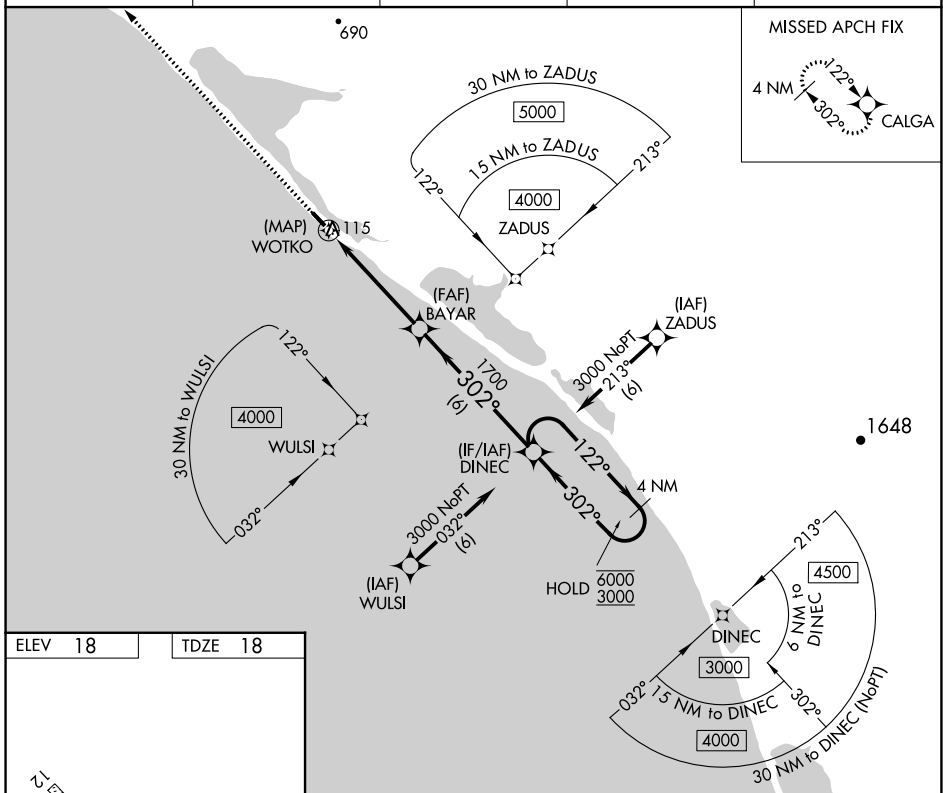 690
MISSED APCH FIX
4 NM
122°
302°
CALGA
30 NM to ZADUS
5000
15 NM to ZADUS
122°
213°
4000
ZADUS
(MAP)
WOTKO
115
(FAF)
BAYAR
(IAF)
ZADUS
3000 NoPT
213°
(6)
1700
302°
(6)
30 NM to WULSI
122°
4000
WULSI
032°
(IF/IAF)
DINEC
122°
302°
4 NM
1648
3000 NoPT
032°
(6)
(IAF)
WULSI
HOLD 6000
3000
213°
4500
6 NM to
DINEC
DINEC
3000
032°
15 NM to DINEC
302°
4000
30 NM to DINEC (NoPT)
ELEV 18
TDZE 18
12